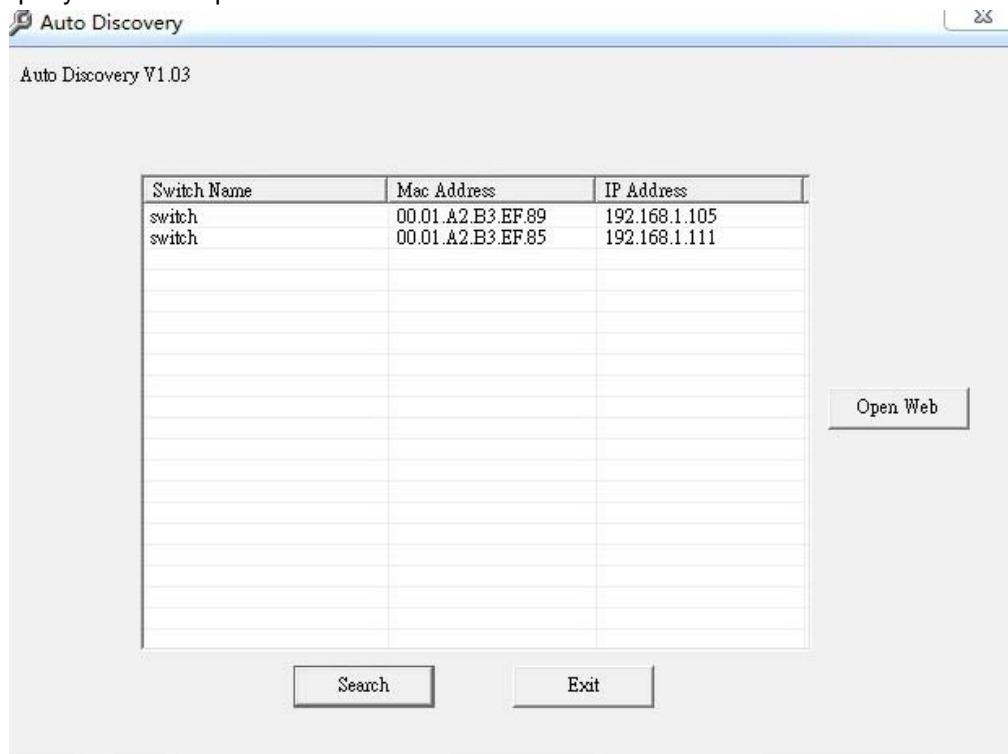 Auto Discovery
Auto Discovery V1.03
Switch Name Mac Address IP Address
switch 00.01.A2.B3.EF.89 192.168.1.105
switch 00.01.A2.B3.EF.85 192.168.1.111
Open Web
Search Exit